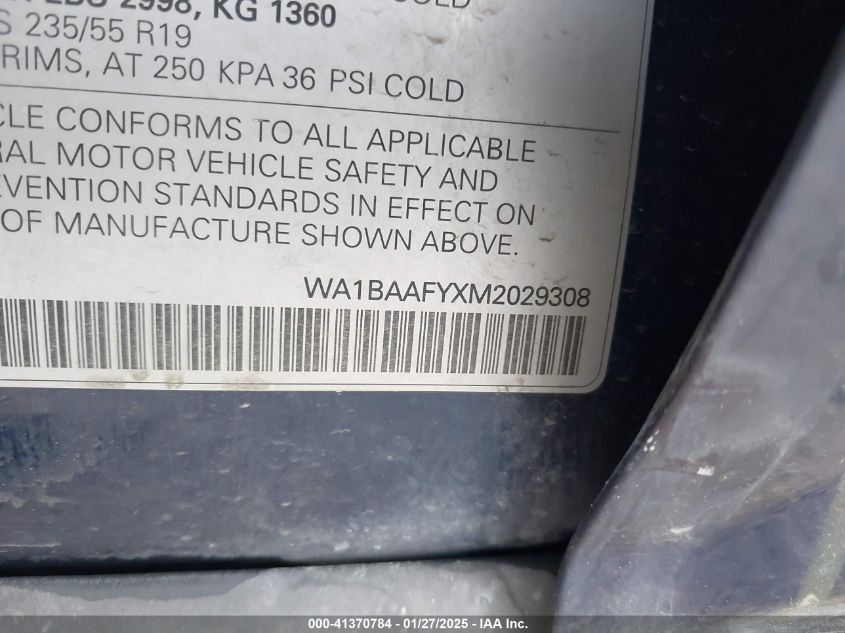 COLD
2998, KG 1360
S 235/55 R19
RIMS, AT 250 KPA 36 PSI COLD
CLE CONFORMS TO ALL APPLICABLE
RAL MOTOR VEHICLE SAFETY AND
EVENTION STANDARDS IN EFFECT ON
OF MANUFACTURE SHOWN ABOVE.
WA1BAAFYXM2029308
000-41370784 - 01/27/2025 - IAA Inc.